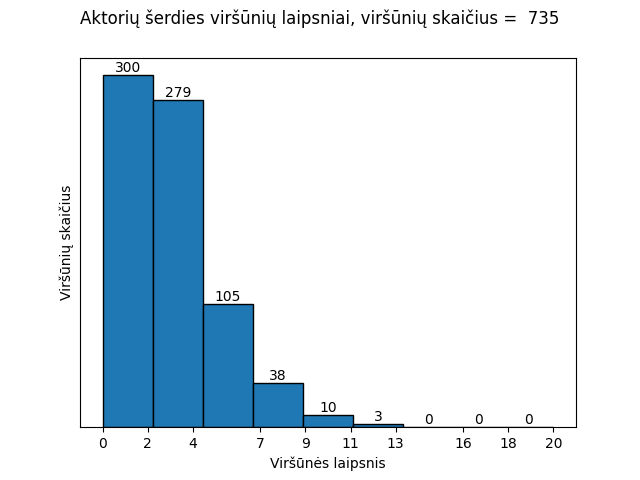 Aktorių šerdies viršūnių laipsniai, viršūnių skaičius =  735
300
279
105
38
10
3
0
0
0
Viršūnių skaičius
0 2 4 7 9 11 13 16 18 20
Viršūnės laipsnis